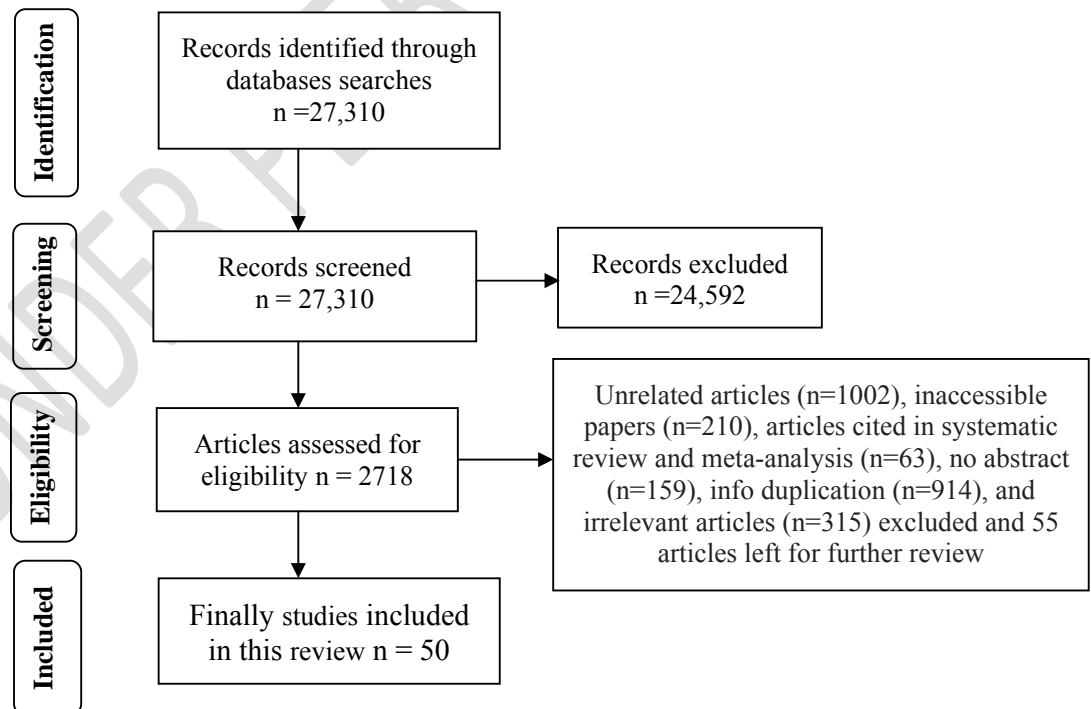 Identification
Records identified through
databases searches
n =27,310
Screening
Records screened
n = 27,310
Records excluded
n =24,592
Eligibility
Articles assessed for
eligibility n = 2718
Unrelated articles (n=1002), inaccessible
papers (n=210), articles cited in systematic
review and meta-analysis (n=63), no abstract
(n=159), info duplication (n=914), and
irrelevant articles (n=315) excluded and 55
articles left for further review
Included
Finally studies included
in this review n = 50